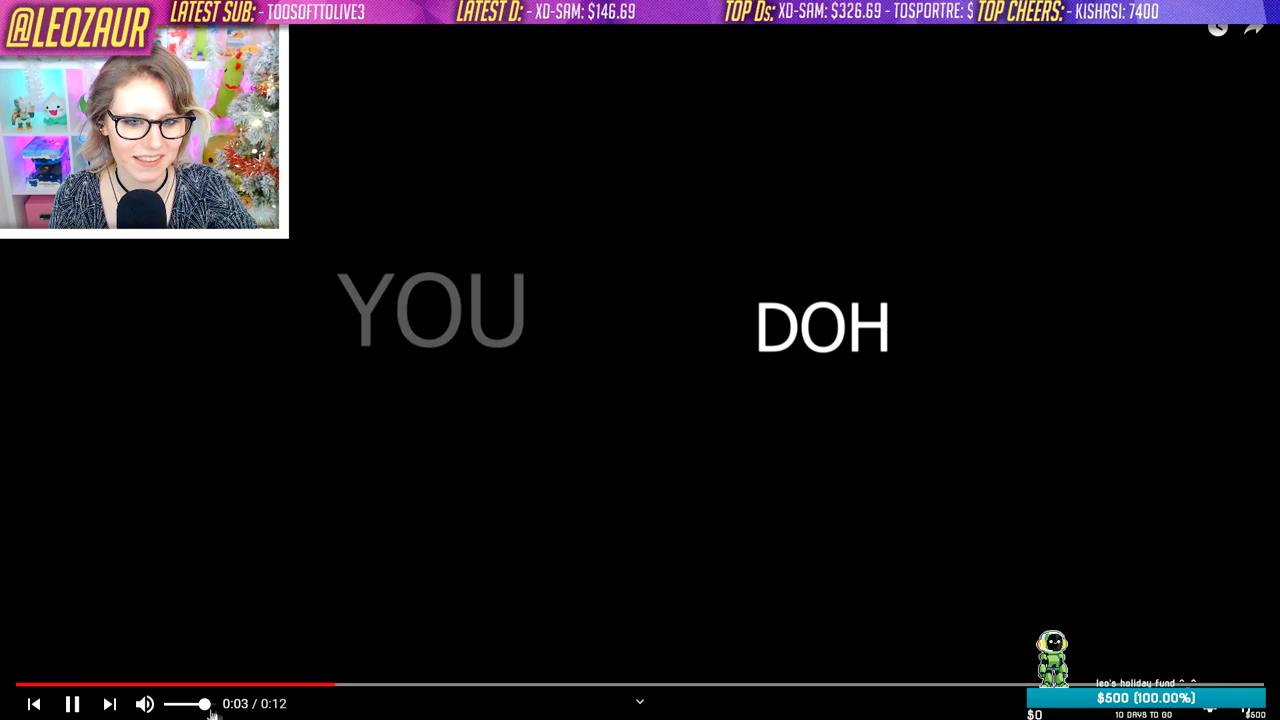 @LEOZAUR
LATEST SUB: - TOOSOFTTOLIVE3
LATEST D: - XD-SAM: $146.69
TOP Ds: XD-SAM: $326.69 - TOSPORTRE: $
TOP CHEERS: - KISHRSI: 7400
YOU
DOH
0:03 / 0:12
leo's holiday fund ^_^
$500 (100.00%)
$0
10 DAYS TO GO
$500